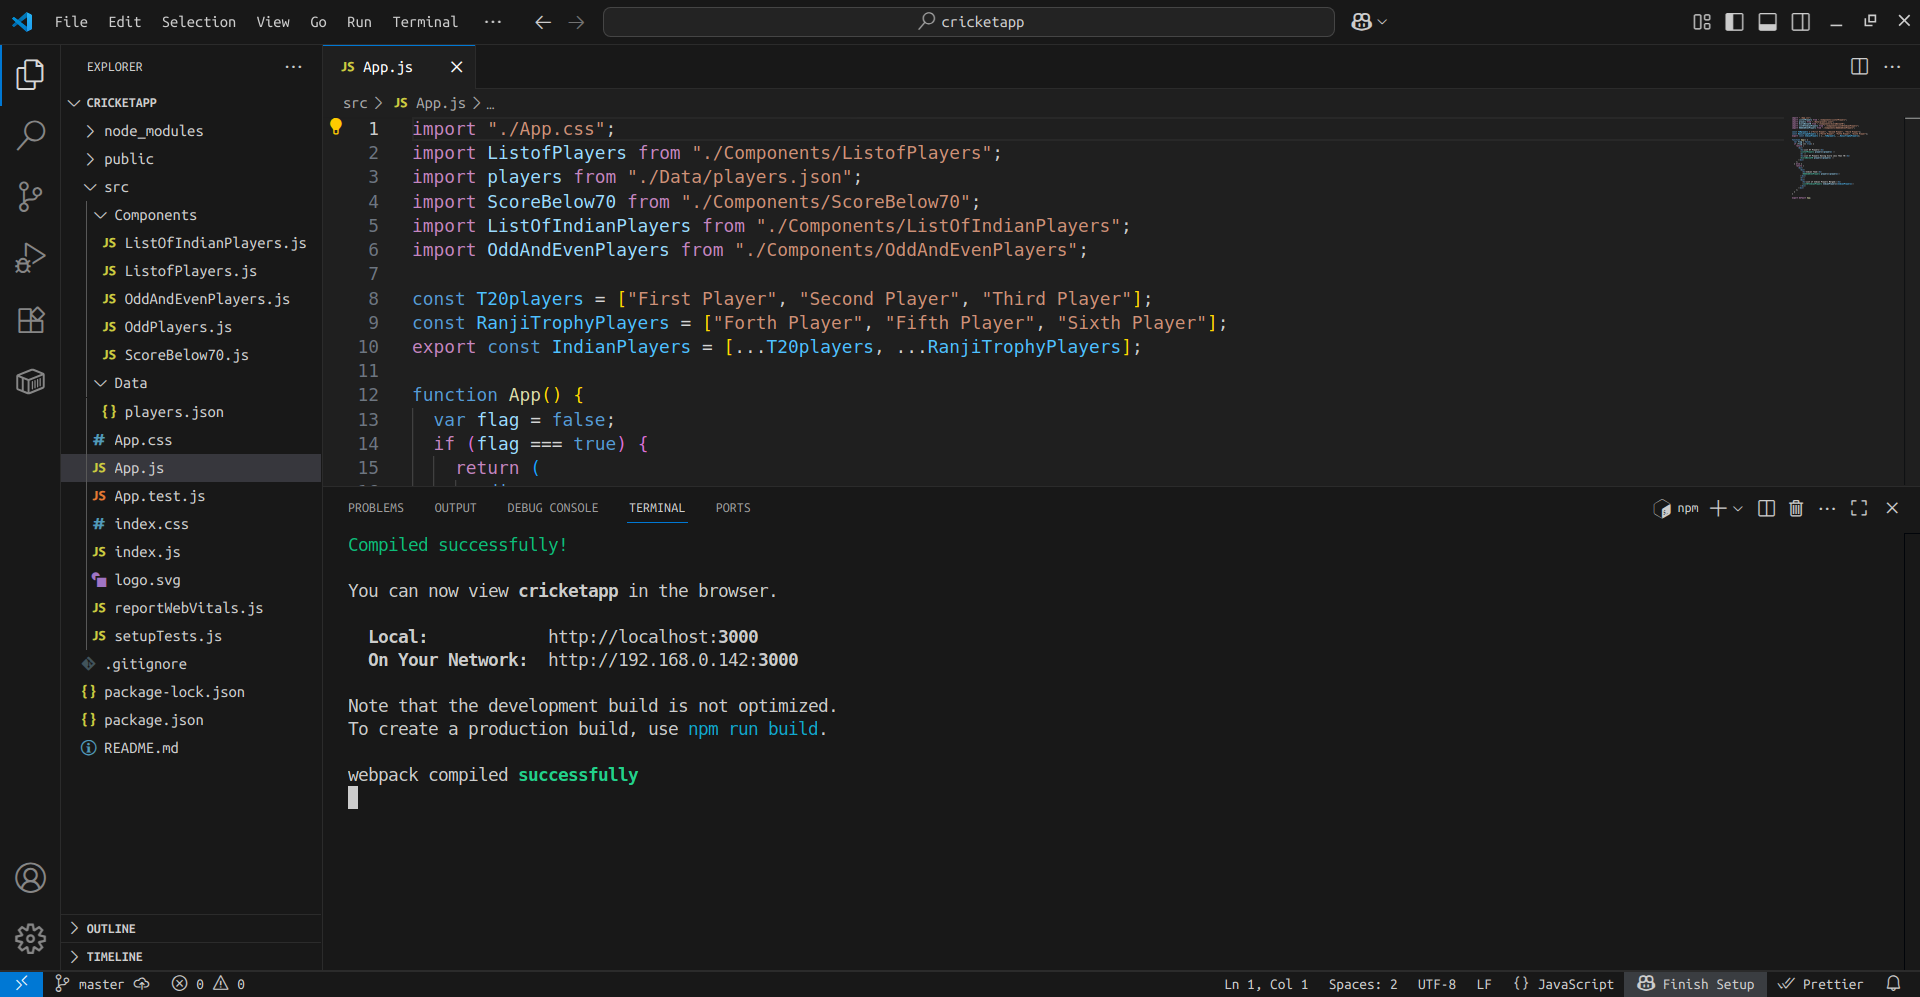 File Edit Selection View Go Run Terminal ··· cricketapp
EXPLORER ···
CRICKETAPP
node_modules
public
src
Components
JS ListOfIndianPlayers.js
JS ListofPlayers.js
JS OddAndEvenPlayers.js
JS OddPlayers.js
JS ScoreBelow70.js
Data
{} players.json
# App.css
JS App.js
JS App.test.js
# index.css
JS index.js
logo.svg
JS reportWebVitals.js
JS setupTests.js
.gitignore
{} package-lock.json
{} package.json
README.md
OUTLINE
TIMELINE
JS App.js
src > JS App.js > …
1 import "./App.css";
2 import ListofPlayers from "./Components/ListofPlayers";
3 import players from "./Data/players.json";
4 import ScoreBelow70 from "./Components/ScoreBelow70";
5 import ListOfIndianPlayers from "./Components/ListOfIndianPlayers";
6 import OddAndEvenPlayers from "./Components/OddAndEvenPlayers";
7
8 const T20players = ["First Player", "Second Player", "Third Player"];
9 const RanjiTrophyPlayers = ["Forth Player", "Fifth Player", "Sixth Player"];
10 export const IndianPlayers = [...T20players, ...RanjiTrophyPlayers];
11
12 function App() {
13 var flag = false;
14 if (flag === true) {
15 return (
PROBLEMS OUTPUT DEBUG CONSOLE TERMINAL PORTS npm
Compiled successfully!
You can now view cricketapp in the browser.
Local: http://localhost:3000
On Your Network: http://192.168.0.142:3000
Note that the development build is not optimized.
To create a production build, use npm run build.
webpack compiled successfully
master 0 0 Ln 1, Col 1 Spaces: 2 UTF-8 LF {} JavaScript Finish Setup Prettier